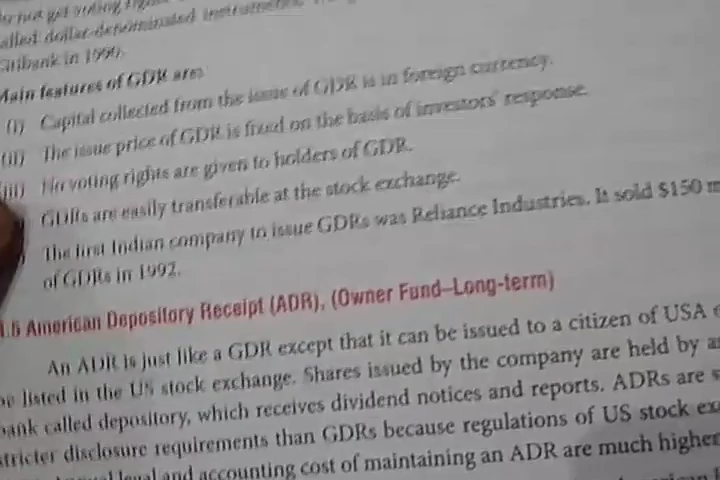 not get voting
alled dollar-denominated instruments.
Citibank in 1990.
Main features of GDR are:
(i) Capital collected from the issue of GDR is in foreign currency.
(ii) The issue price of GDR is fixed on the basis of investors' response.
(iii) No voting rights are given to holders of GDR.
GDRs are easily transferable at the stock exchange.
The first Indian company to issue GDRs was Reliance Industries. It sold $150 m
of GDRs in 1992.
.5 American Depository Receipt (ADR), (Owner Fund–Long-term)
An ADR is just like a GDR except that it can be issued to a citizen of USA
be listed in the US stock exchange. Shares issued by the company are held by a
bank called depository, which receives dividend notices and reports. ADRs are s
stricter disclosure requirements than GDRs because regulations of US stock ex
legal and accounting cost of maintaining an ADR are much higher